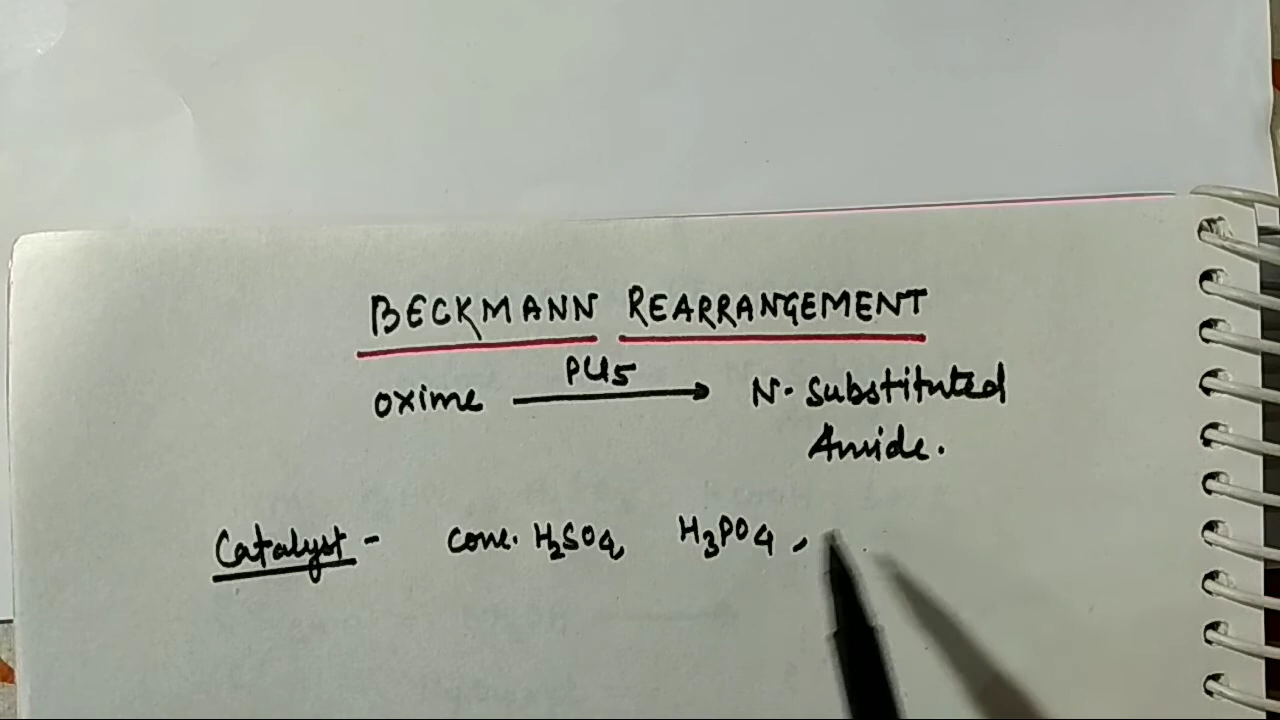 BECKMANN REARRANGEMENT
PCl5
oxime → N-Substituted
Amide.
Catalyst - conc. H2SO4, H3PO4,